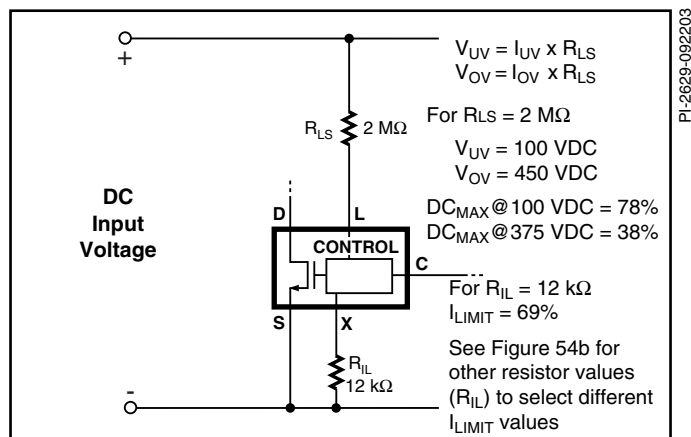 PI-2629-092203
+
V_UV = I_UV x R_LS
V_OV = I_OV x R_LS
For RLS = 2 MΩ
R_LS
2 MΩ
V_UV = 100 VDC
V_OV = 450 VDC
DC
Input
Voltage
DC_MAX@100 VDC = 78%
DC_MAX@375 VDC = 38%
D
L
CONTROL
C
S
X
For R_IL = 12 kΩ
I_LIMIT = 69%
R_IL
12 kΩ
See Figure 54b for
other resistor values
(R_IL) to select different
I_LIMIT values
-